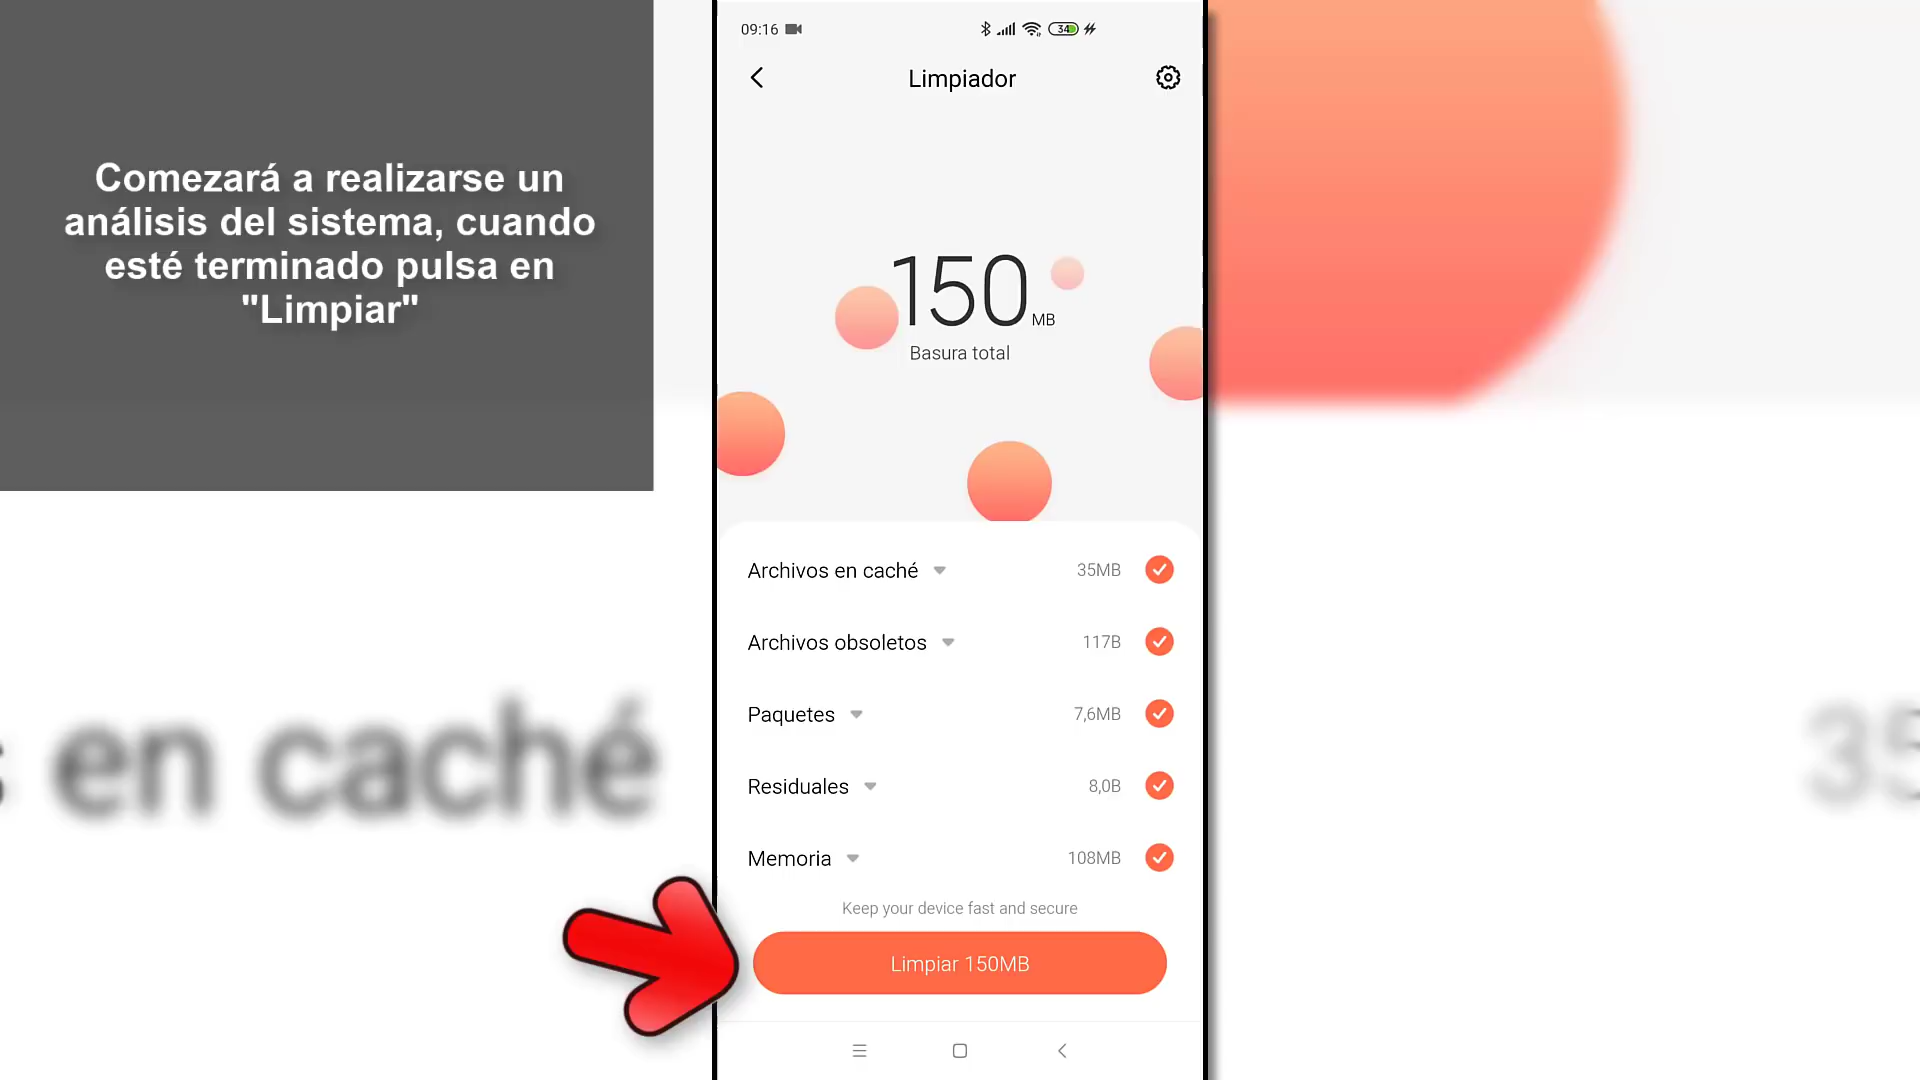 Comezará a realizarse un
análisis del sistema, cuando
esté terminado pulsa en
"Limpiar"
09:16
34
Limpiador
150 MB
Basura total
Archivos en caché 35MB
Archivos obsoletos 117B
Paquetes 7,6MB
Residuales 8,0B
Memoria 108MB
Keep your device fast and secure
Limpiar 150MB
en caché
35